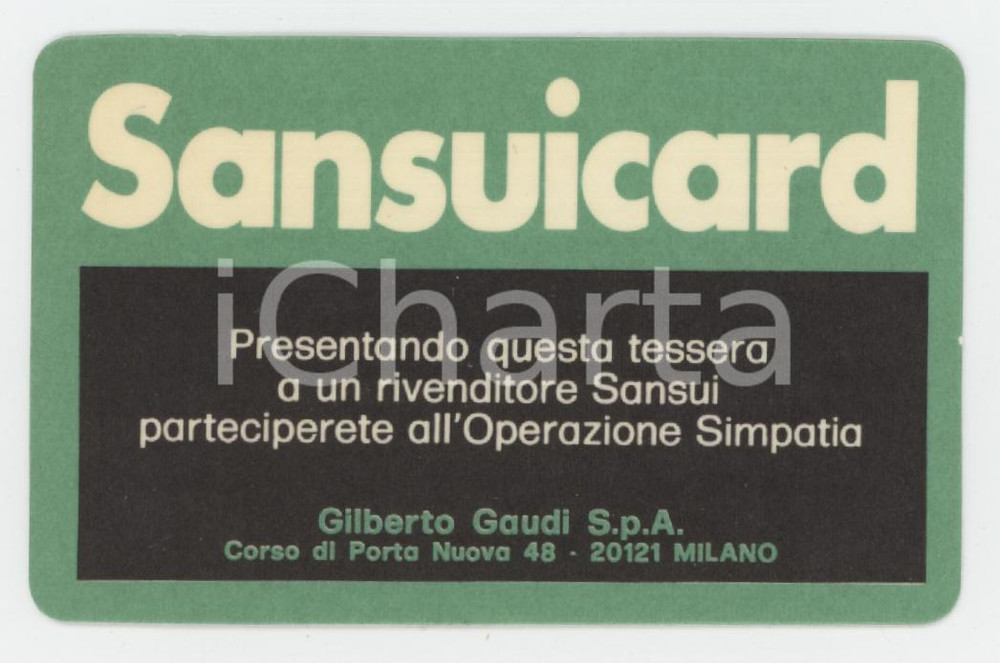 Sansuicard
iCharta
Presentando questa tessera
a un rivenditore Sansui
parteciperete all'Operazione Simpatia
Gilberto Gaudi S.p.A.
Corso di Porta Nuova 48 - 20121 MILANO